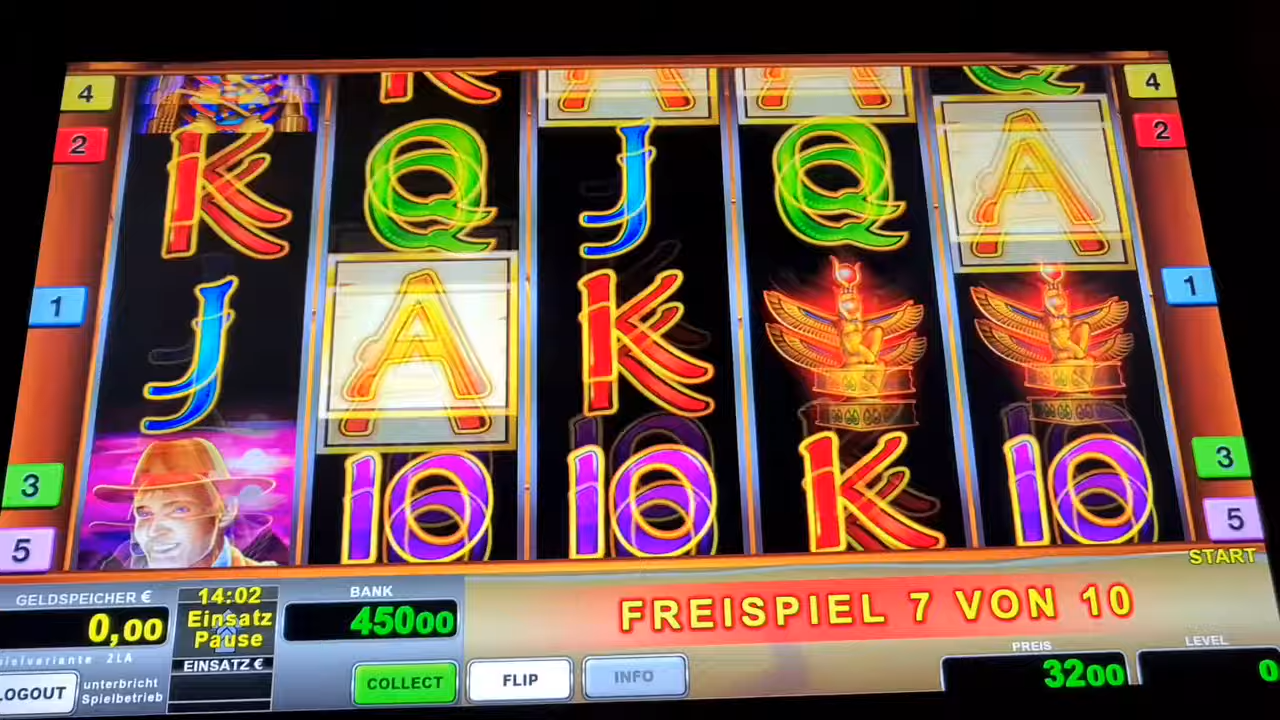 4 K A A Q 4
2 K Q J Q A 2
1 J A K 1
3 10 10 K 10 3
5 5
START
GELDSPEICHER € 14:02 BANK
0,00 Einsatz 45000 FREISPIEL 7 VON 10
Pause
2LA EINSATZ € PREIS LEVEL
LOGOUT unterbricht COLLECT FLIP INFO 3200 0
Spielbetrieb